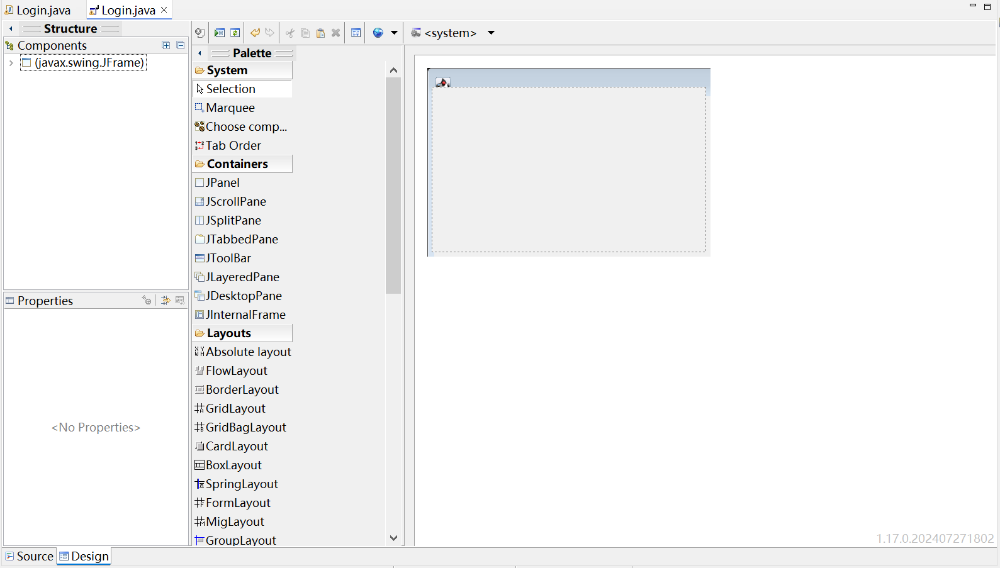 Login.java
Login.java
Structure
Components
(javax.swing.JFrame)
Properties
<No Properties>
<system>
Palette
System
Selection
Marquee
Choose comp...
Tab Order
Containers
JPanel
JScrollPane
JSplitPane
JTabbedPane
JToolBar
JLayeredPane
JDesktopPane
JInternalFrame
Layouts
Absolute layout
FlowLayout
BorderLayout
GridLayout
GridBagLayout
CardLayout
BoxLayout
SpringLayout
FormLayout
MigLayout
GroupLayout
1.17.0.202407271802
Source
Design